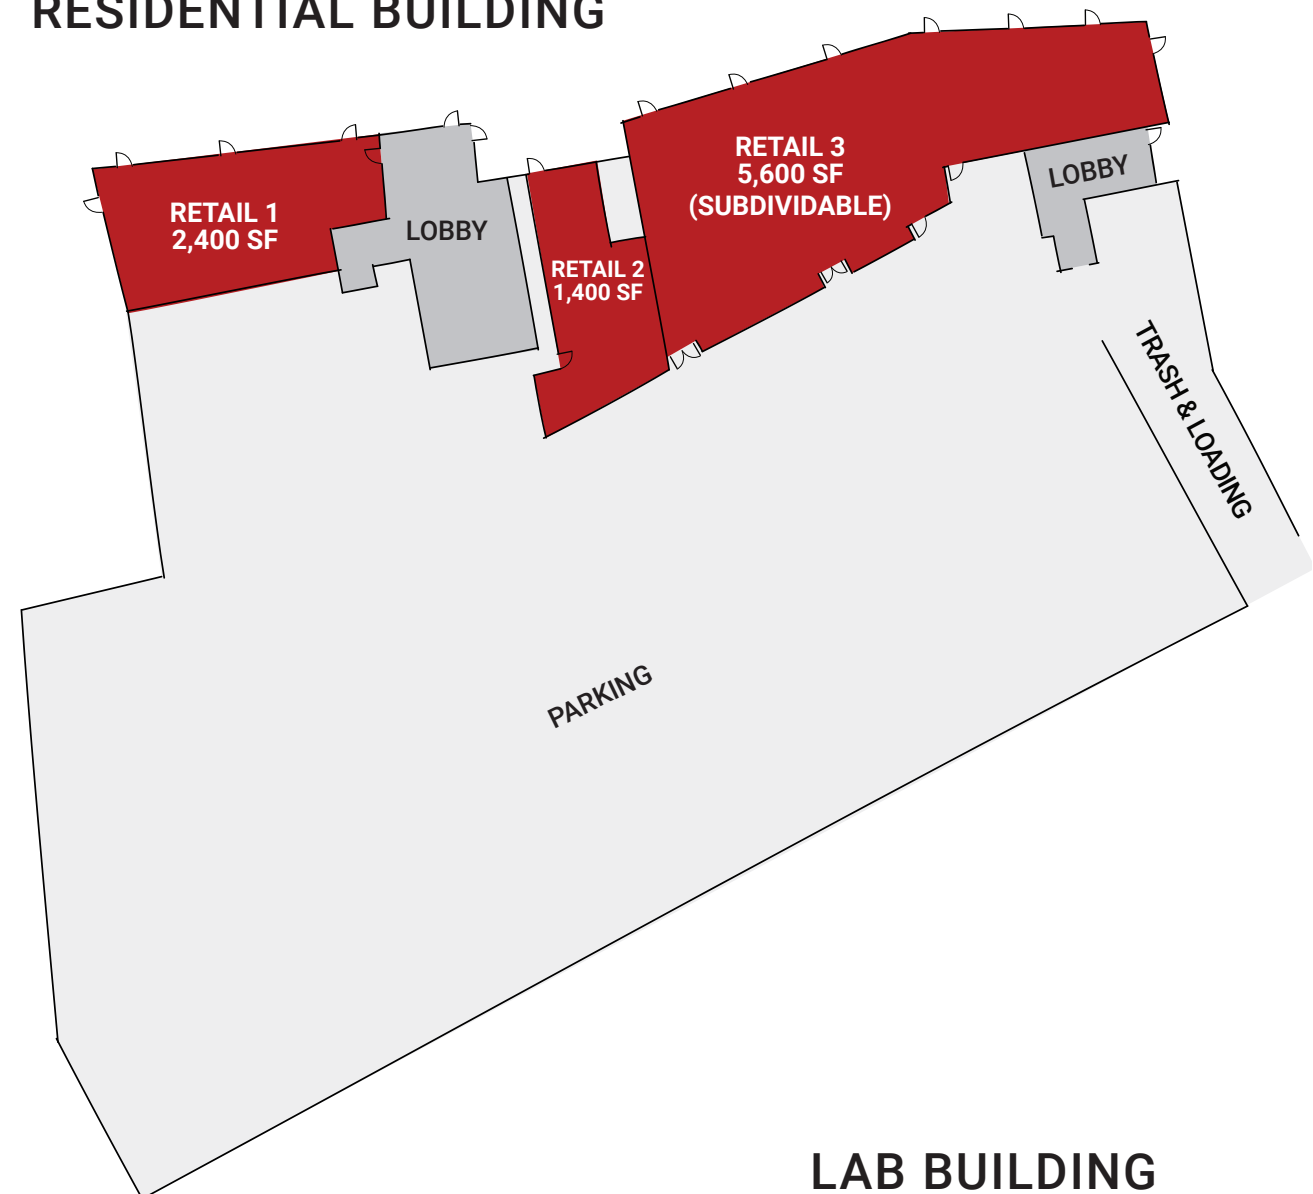 RESIDENTIAL BUILDING
RETAIL 1
2,400 SF
LOBBY
RETAIL 2
1,400 SF
RETAIL 3
5,600 SF
(SUBDIVIDABLE)
LOBBY
TRASH & LOADING
PARKING
LAB BUILDING